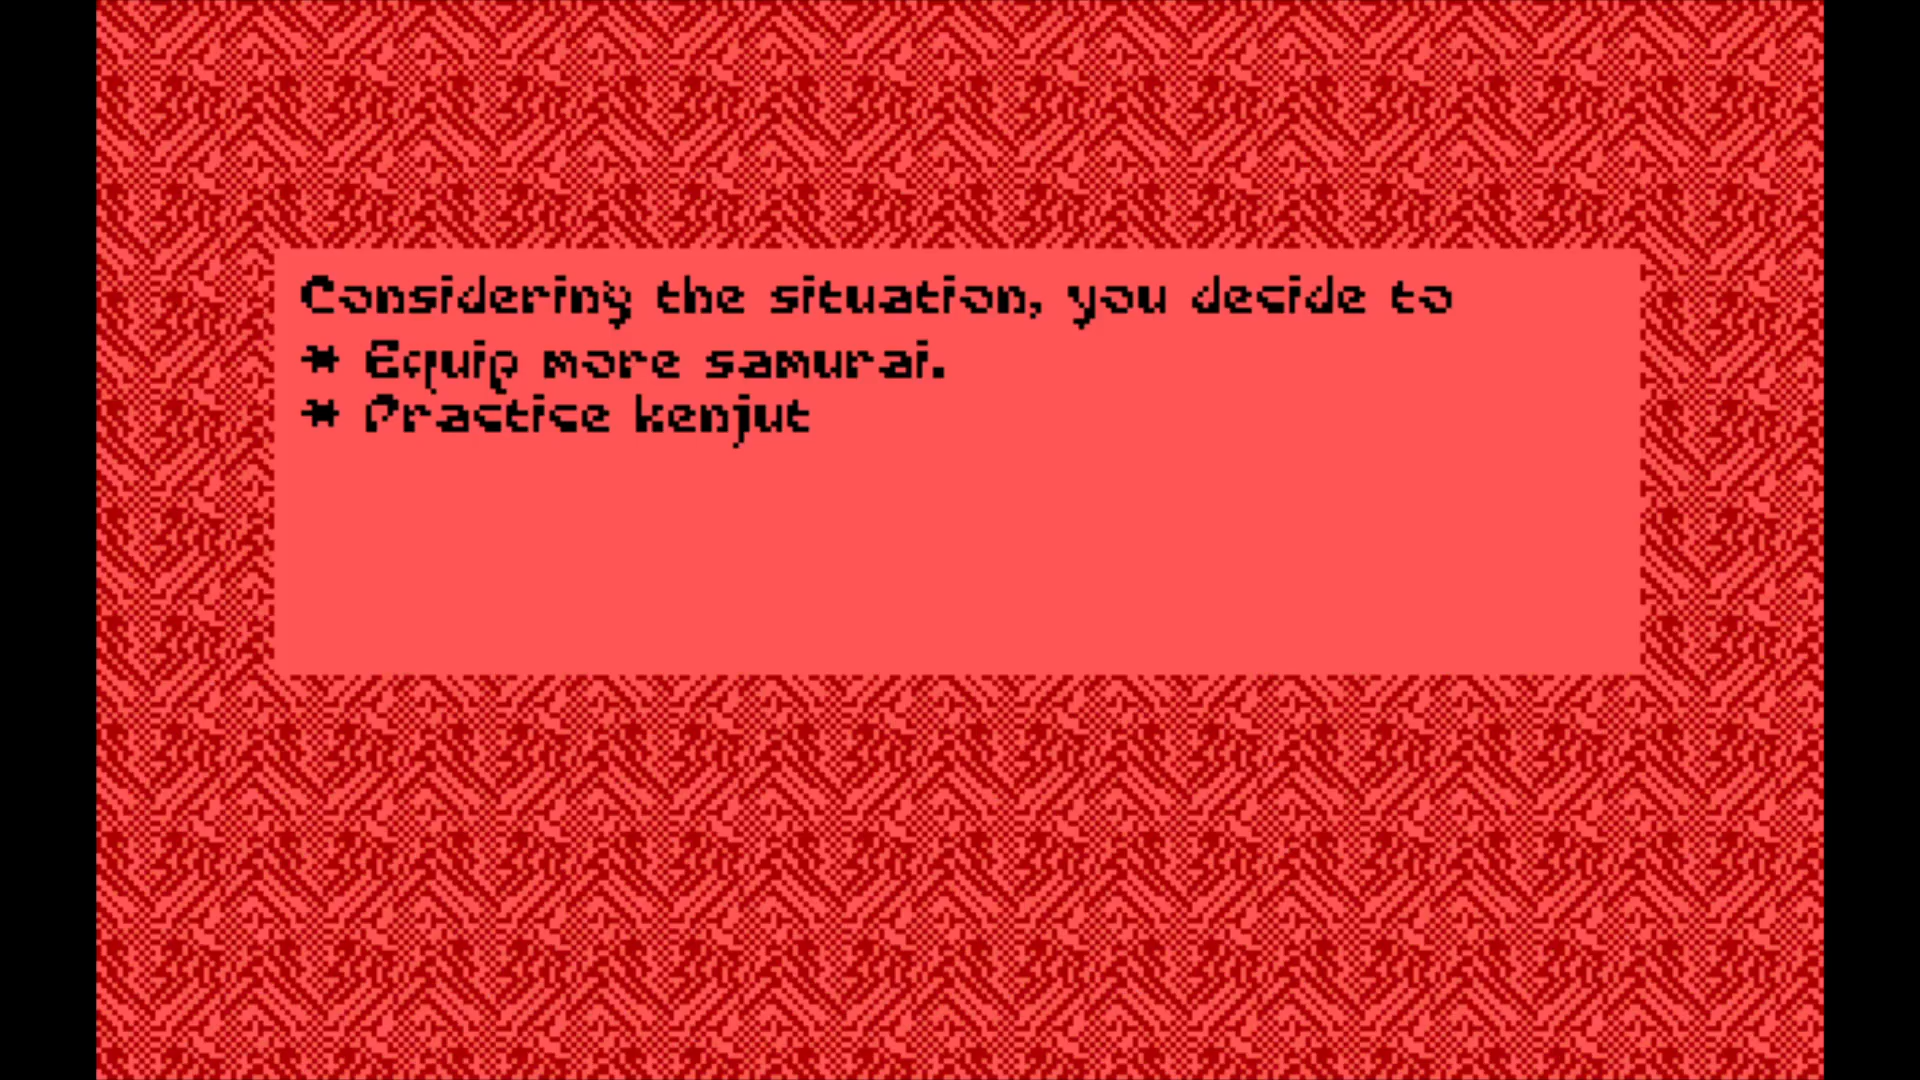 Considering the situation, you decide to
* Equip more samurai.
* Practice kenjut